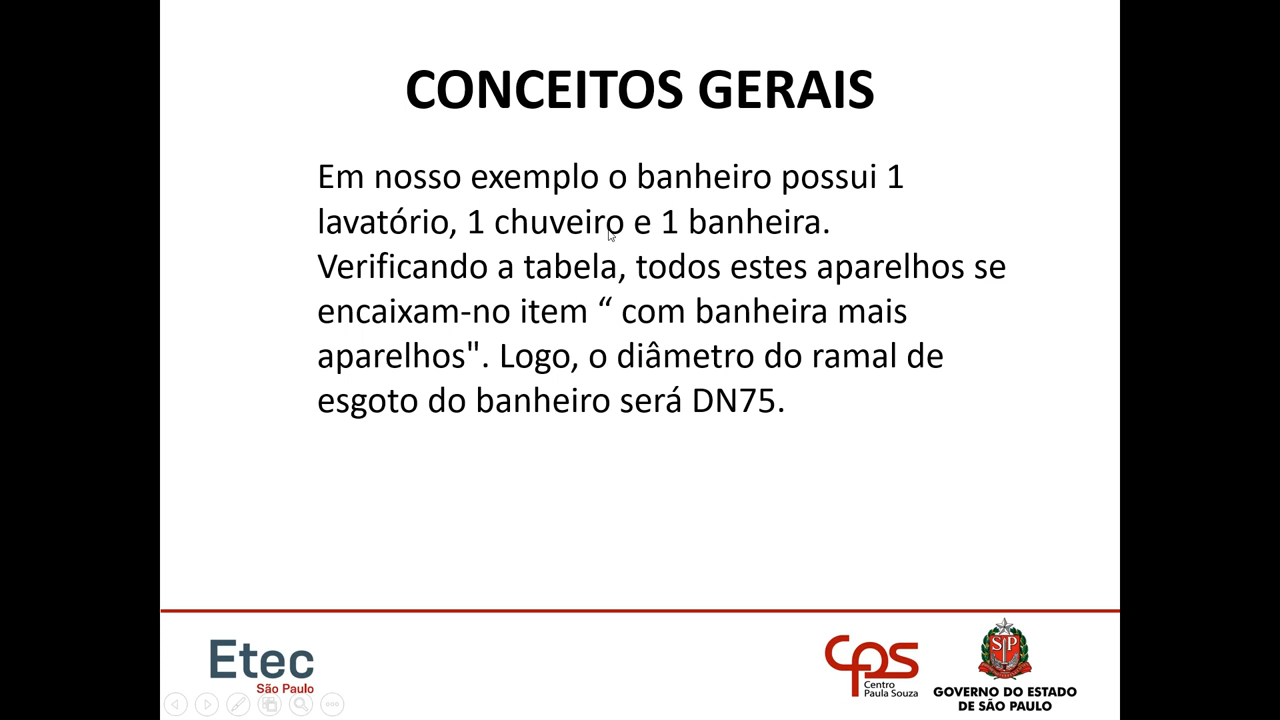 CONCEITOS GERAIS
Em nosso exemplo o banheiro possui 1
lavatório, 1 chuveiro e 1 banheira.
Verificando a tabela, todos estes aparelhos se
encaixam-no item “ com banheira mais
aparelhos". Logo, o diâmetro do ramal de
esgoto do banheiro será DN75.
Etec
São Paulo
cps
Centro
Paula Souza
SP
GOVERNO DO ESTADO
DE SÃO PAULO